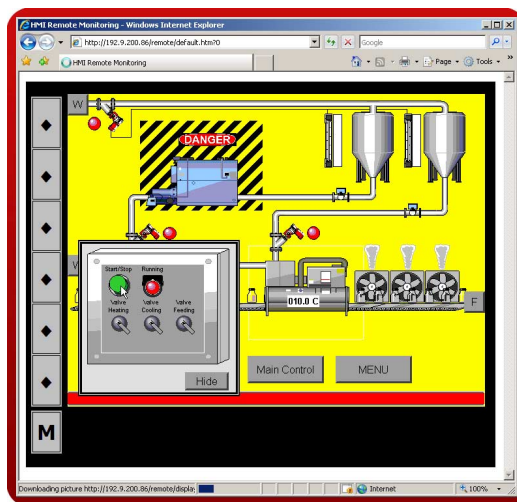 HMI Remote Monitoring - Windows Internet Explorer
http://192.9.200.86/remote/default.htm?0
Google
HMI Remote Monitoring
Page
Tools
W
DANGER
Start/Stop Running
Valve Valve Valve
Heating Cooling Feeding
010.0 C
F
Hide
Main Control
MENU
M
Downloading picture http://192.9.200.86/remote/display
Internet
100%